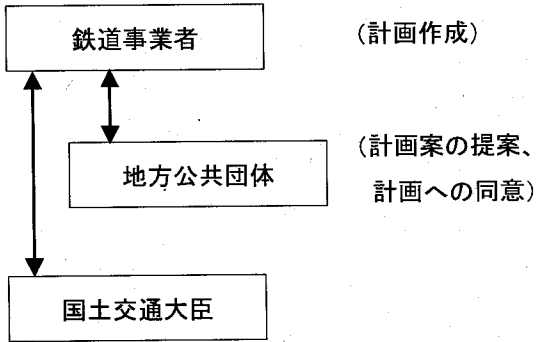 鉄道事業者
(計画作成)
地方公共団体
(計画案の提案、
計画への同意)
国土交通大臣